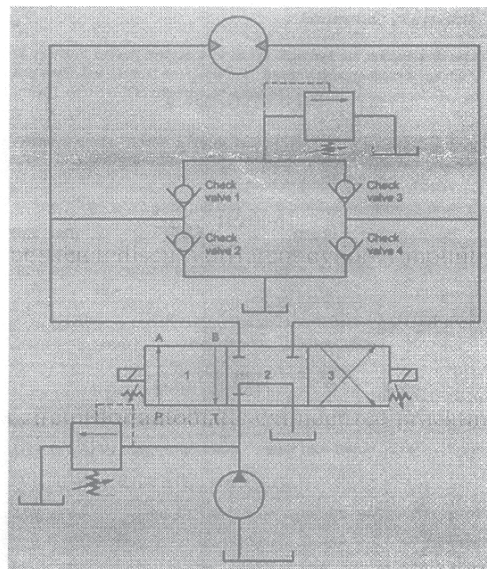 Check
valve 1
Check
valve 3
Check
valve 2
Check
valve 4
A B
1 2 3
P T